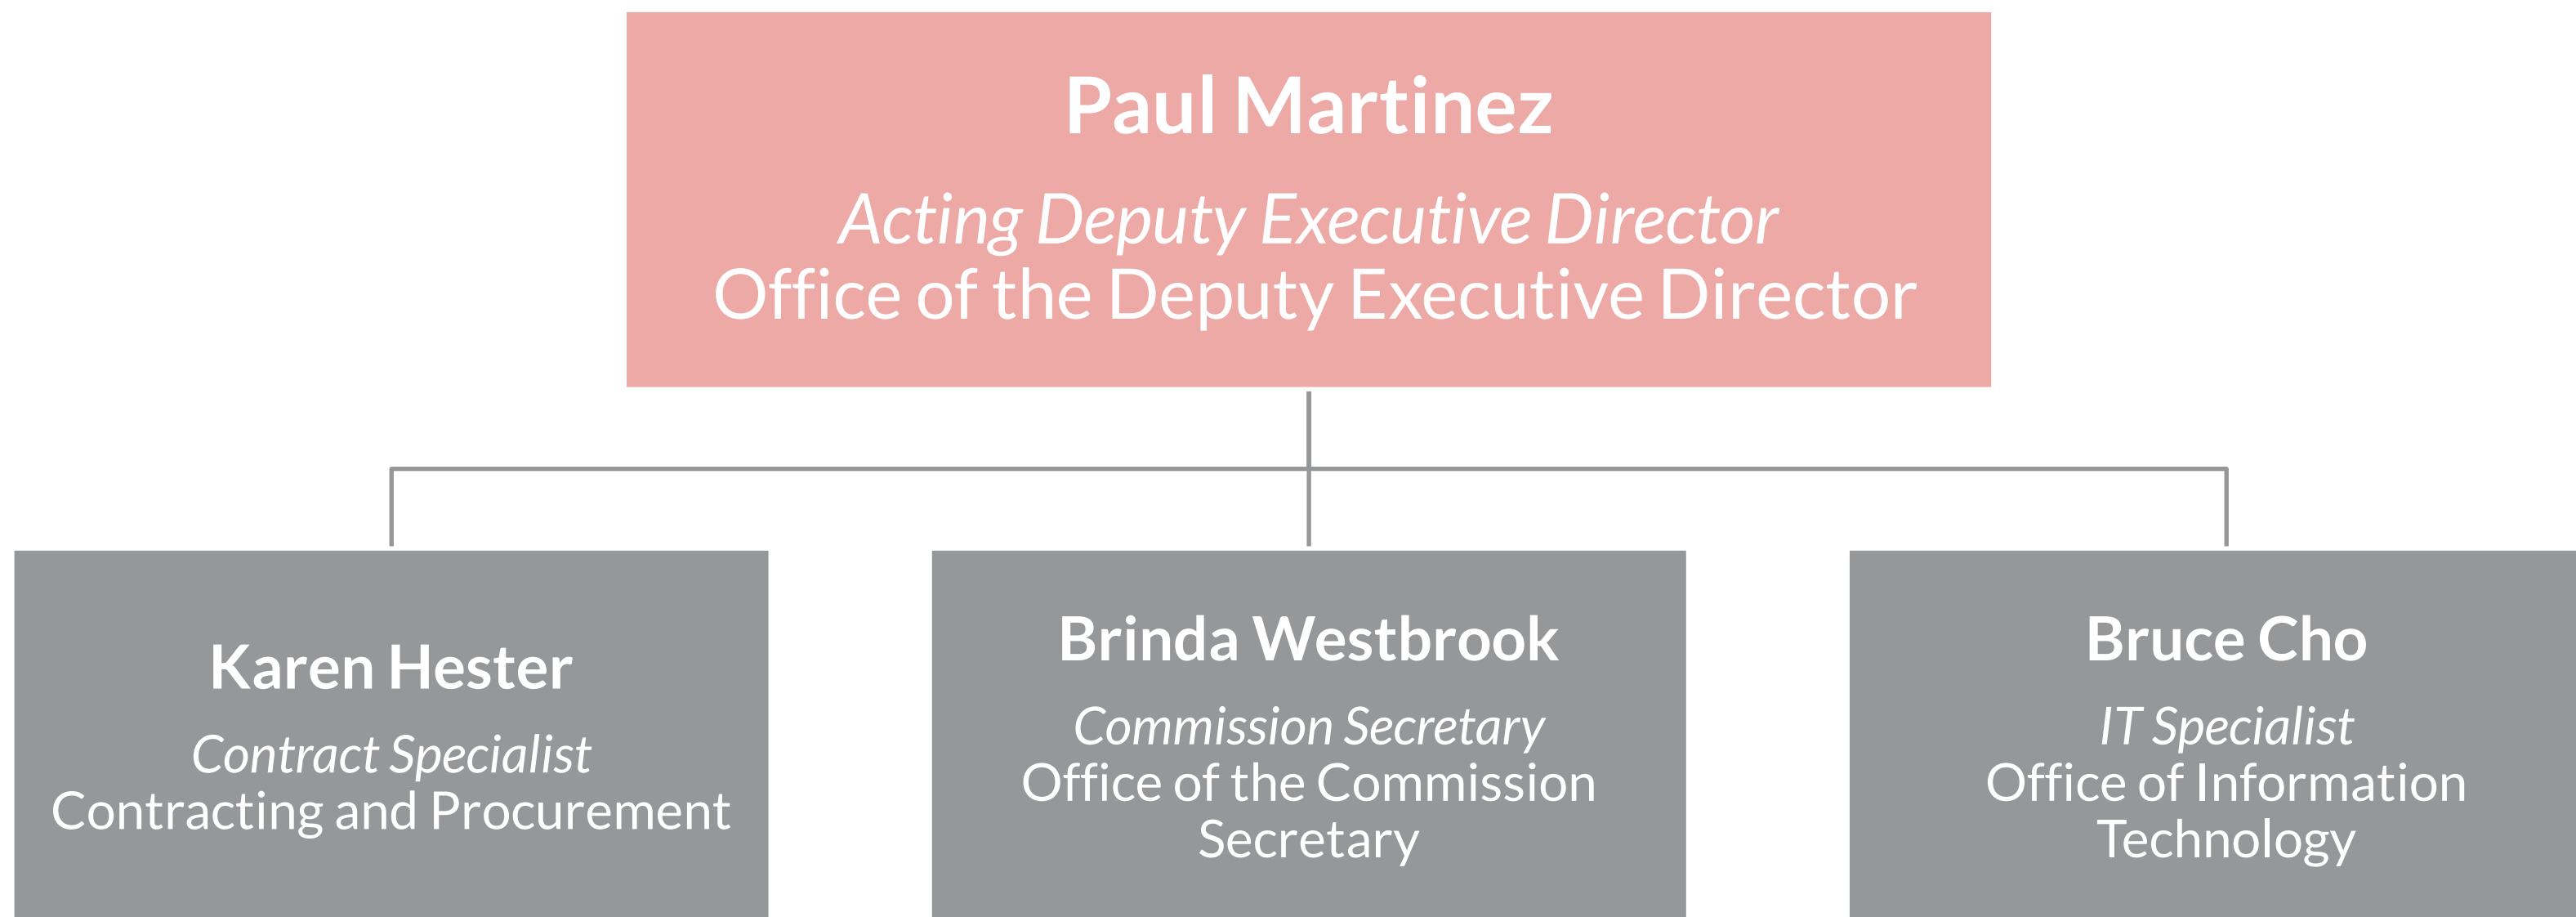 Paul Martinez
Acting Deputy Executive Director
Office of the Deputy Executive Director
Karen Hester
Contract Specialist
Contracting and Procurement
Brinda Westbrook
Commission Secretary
Office of the Commission
Secretary
Bruce Cho
IT Specialist
Office of Information
Technology